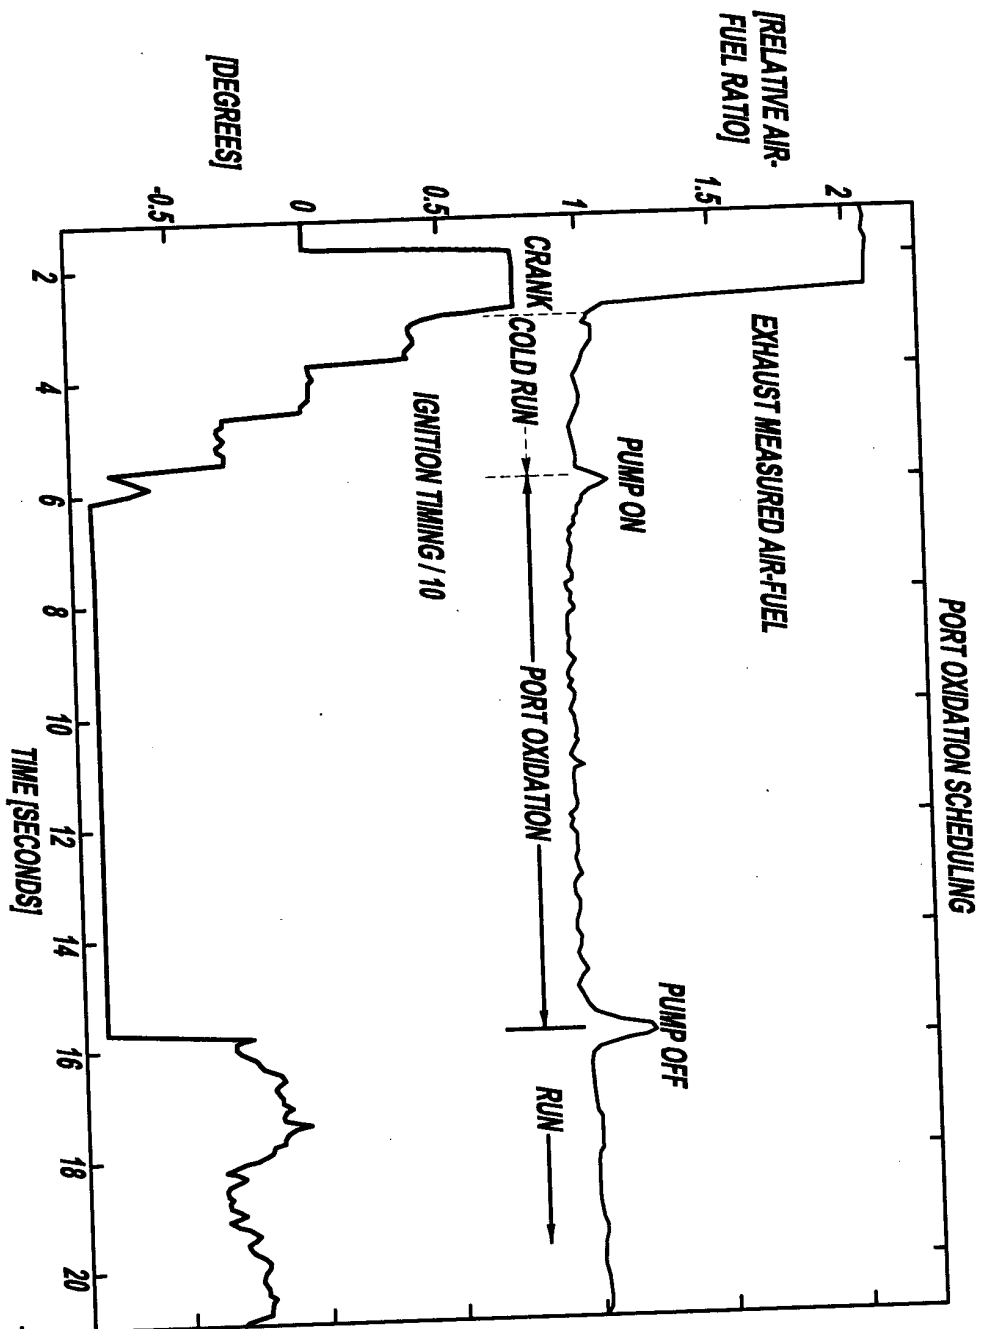 PORT OXIDATION SCHEDULING
[RELATIVE AIR-
FUEL RATIO]
2
1.5
1
0.5
0
-0.5
[DEGREES]
EXHAUST MEASURED AIR-FUEL
PUMP ON
PUMP OFF
CRANK
COLD RUN
PORT OXIDATION
RUN
IGNITION TIMING / 10
2
4
6
8
10
12
14
16
18
20
TIME [SECONDS]